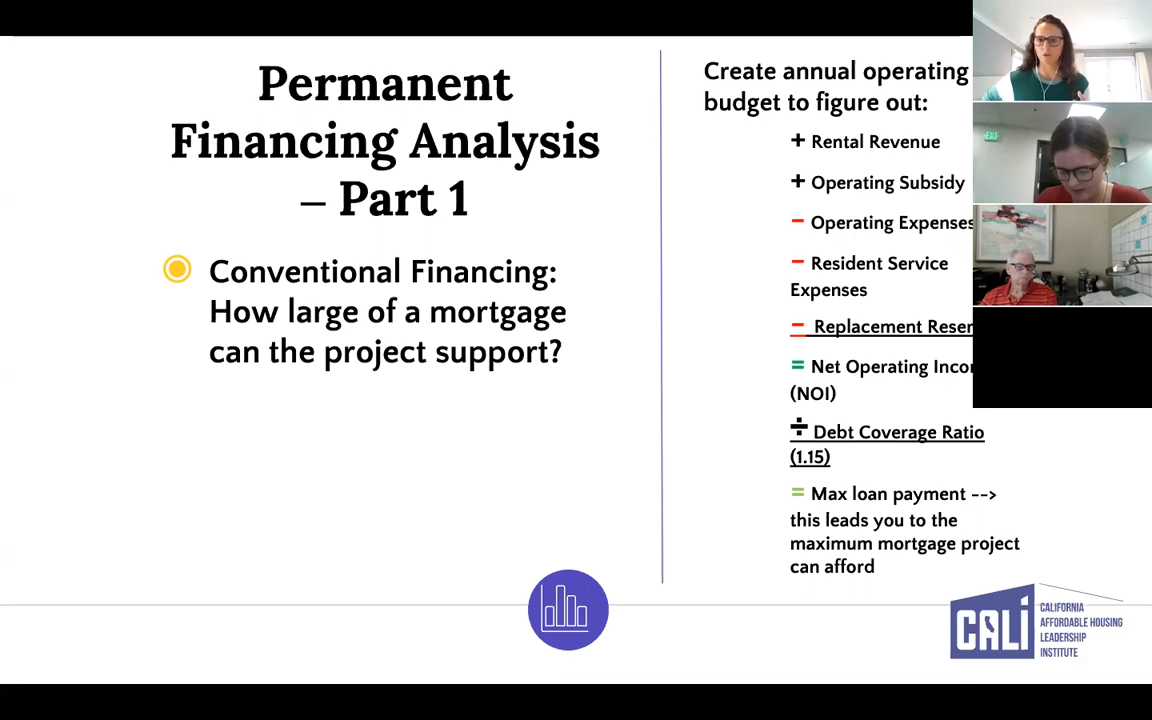 Permanent
Financing Analysis
– Part 1
Conventional Financing:
How large of a mortgage
can the project support?
Create annual operating
budget to figure out:
+ Rental Revenue
+ Operating Subsidy
− Operating Expenses
− Resident Service
Expenses
− Replacement
= Net Operating
(NOI)
÷ Debt Coverage Ratio
(1.15)
= Max loan payment -->
this leads you to the
maximum mortgage project
can afford
EXIT
CALI
CALIFORNIA
AFFORDABLE HOUSING
LEADERSHIP
INSTITUTE